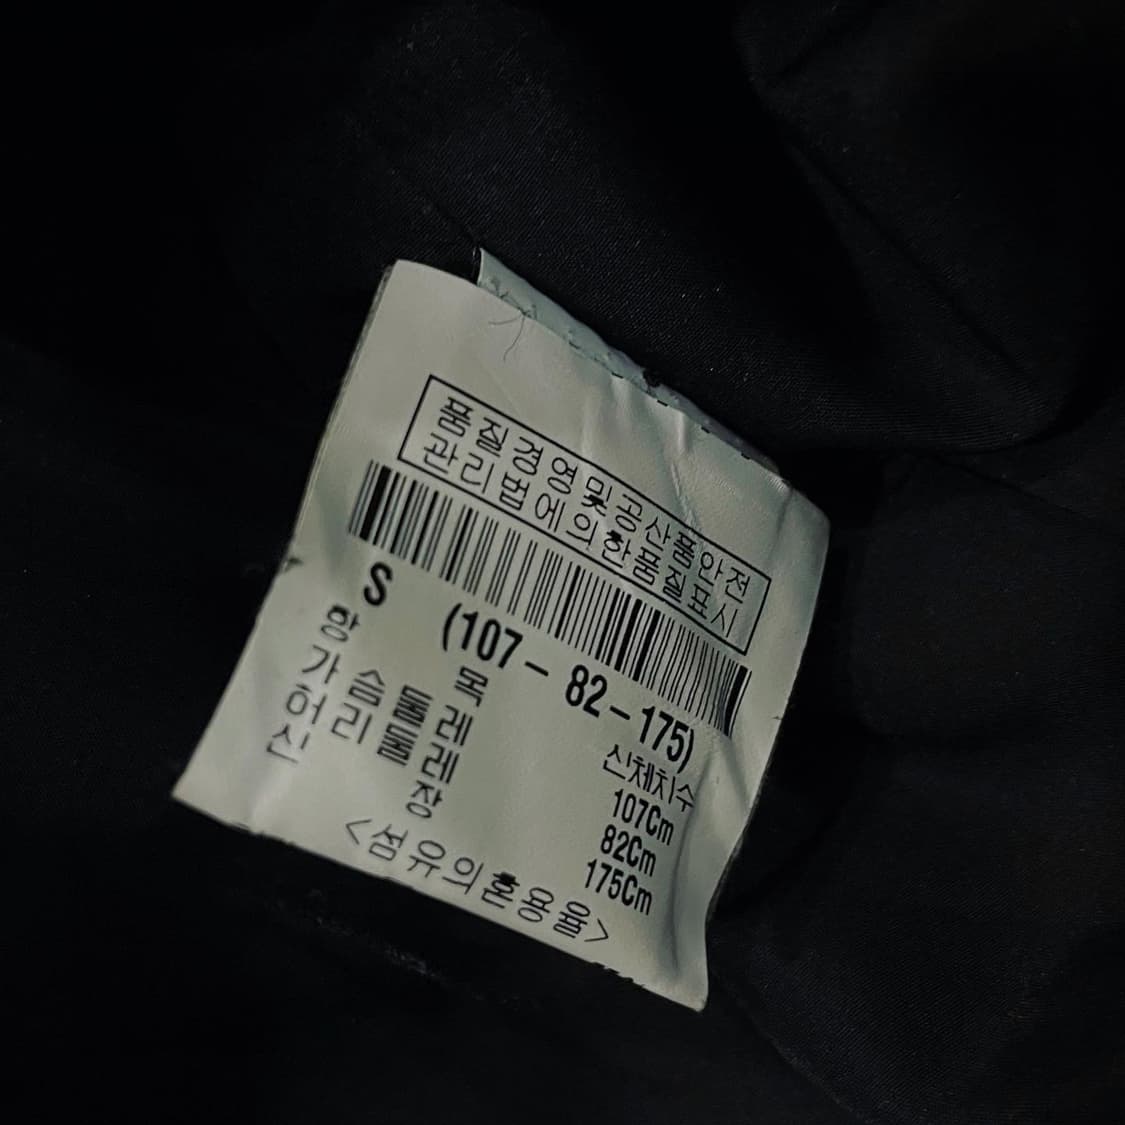 품질경영및공산품안전
관리법에의한품질표시
S (107-82-175)
항 목 신체치수
가슴둘레 107Cm
허리둘레 82Cm
신 장 175Cm
<섬유의혼용율>